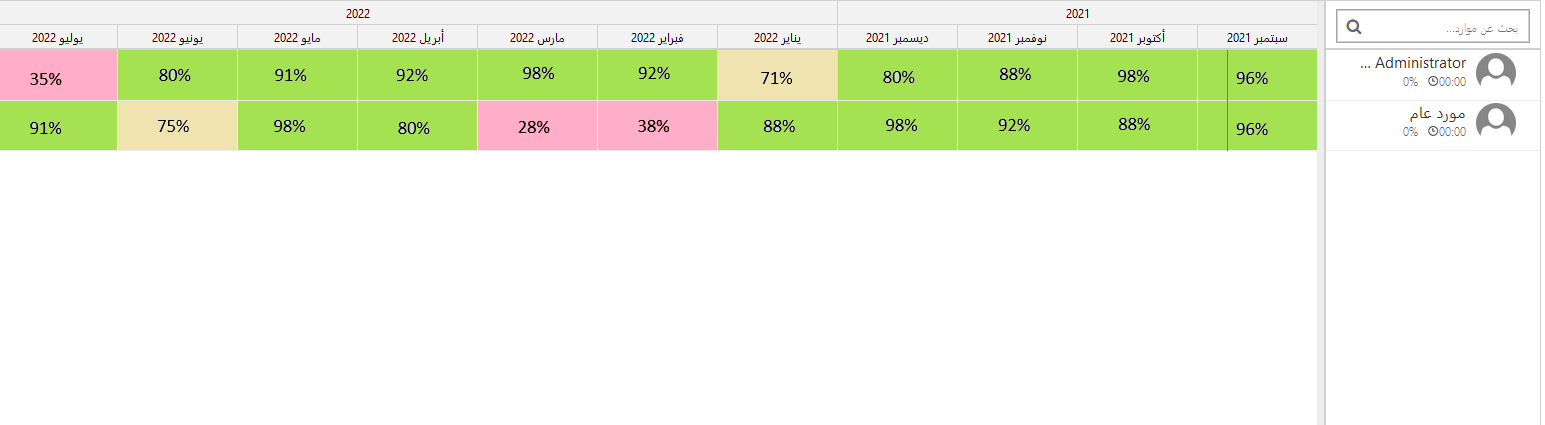 بحث عن موارد...
2021 2022
سبتمبر 2021 أكتوبر 2021 نوفمبر 2021 ديسمبر 2021 يناير 2022 فبراير 2022 مارس 2022 أبريل 2022 مايو 2022 يونيو 2022 يوليو 2022
Administrator ...
00:00 0%
96% 98% 88% 80% 71% 92% 98% 92% 91% 80% 35%
مورد عام
00:00 0%
96% 88% 92% 98% 88% 38% 28% 80% 98% 75% 91%